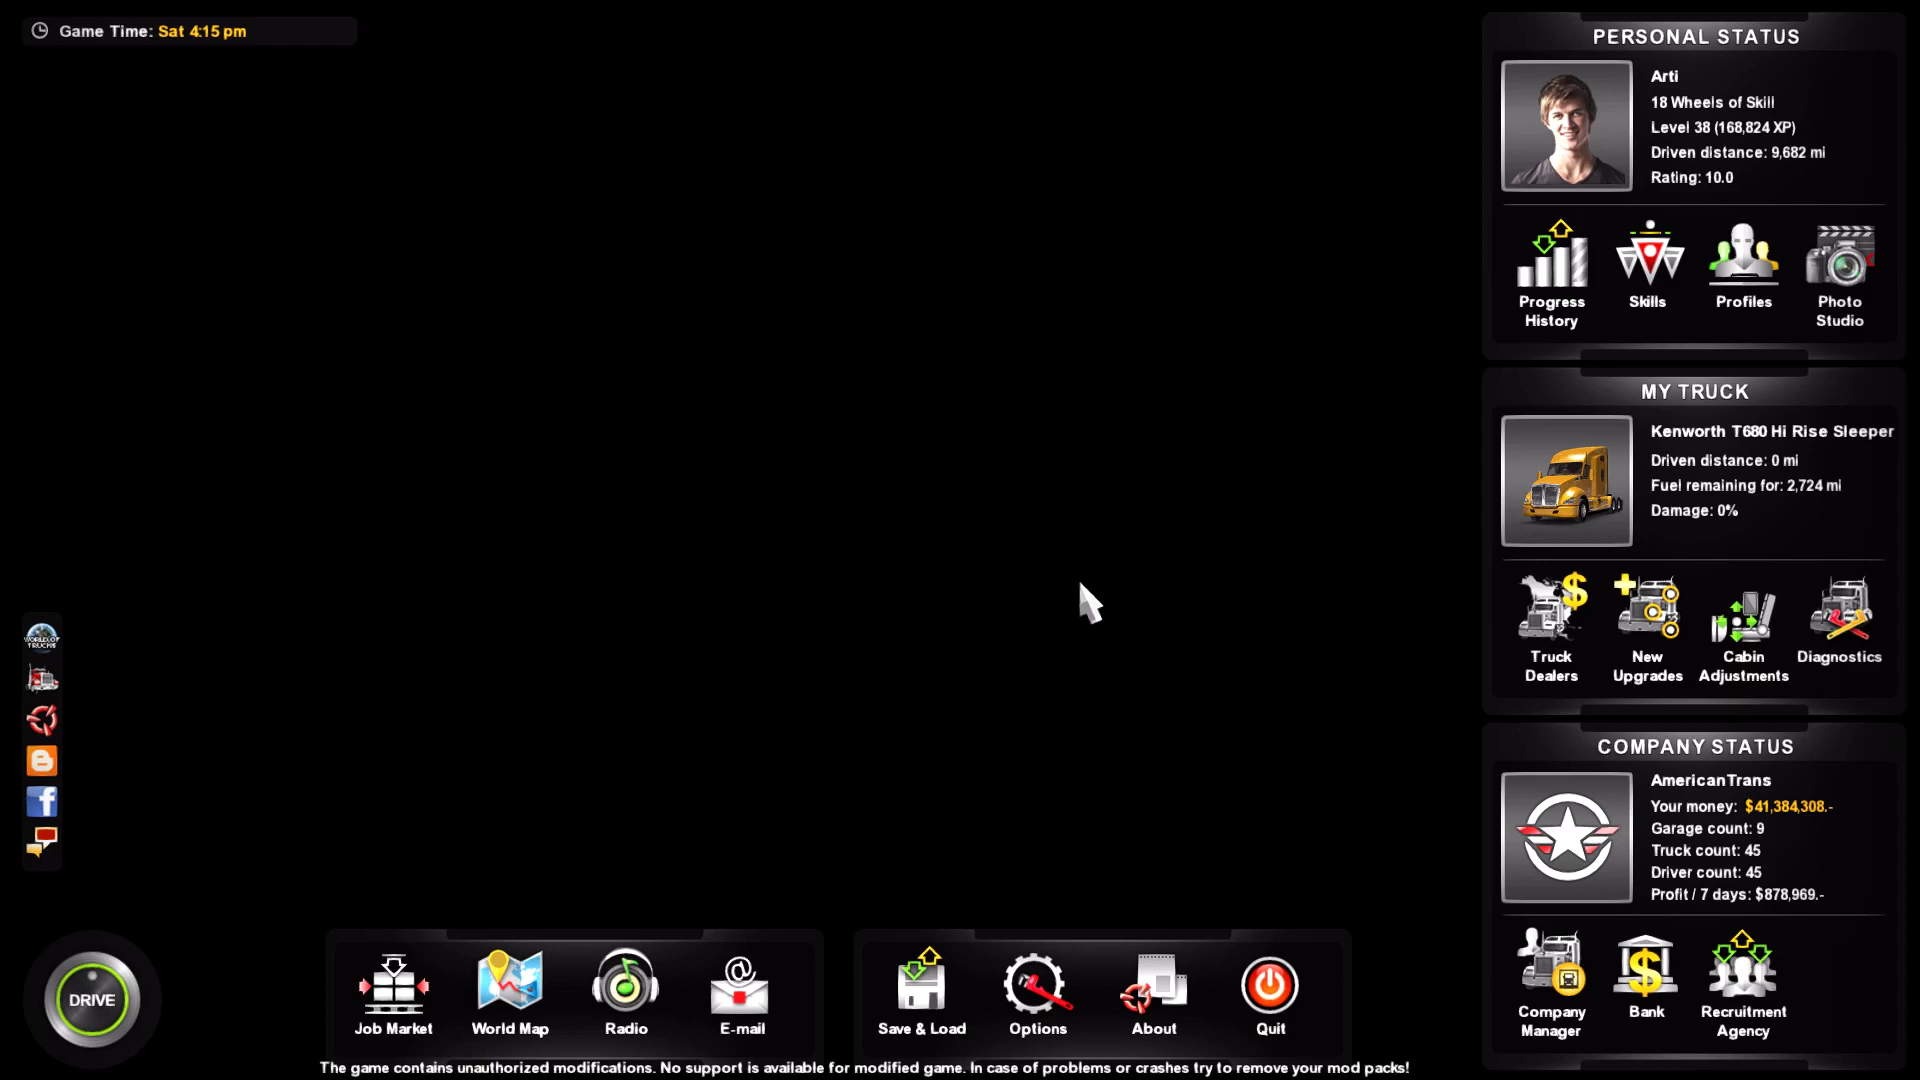 Game Time: Sat 4:15 pm
PERSONAL STATUS
Arti
18 Wheels of Skill
Level 38 (168,824 XP)
Driven distance: 9,682 mi
Rating: 10.0
Progress
History
Skills
Profiles
Photo
Studio
MY TRUCK
Kenworth T680 Hi Rise Sleeper
Driven distance: 0 mi
Fuel remaining for: 2,724 mi
Damage: 0%
Truck
Dealers
New
Upgrades
Cabin
Adjustments
Diagnostics
COMPANY STATUS
AmericanTrans
Your money: $41,384,308.-
Garage count: 9
Truck count: 45
Driver count: 45
Profit / 7 days: $878,969.-
Company
Manager
Bank
Recruitment
Agency
WORLD OF
TRUCKS
DRIVE
Job Market
World Map
Radio
E-mail
Save & Load
Options
About
Quit
The game contains unauthorized modifications. No support is available for modified game. In case of problems or crashes try to remove your mod packs!